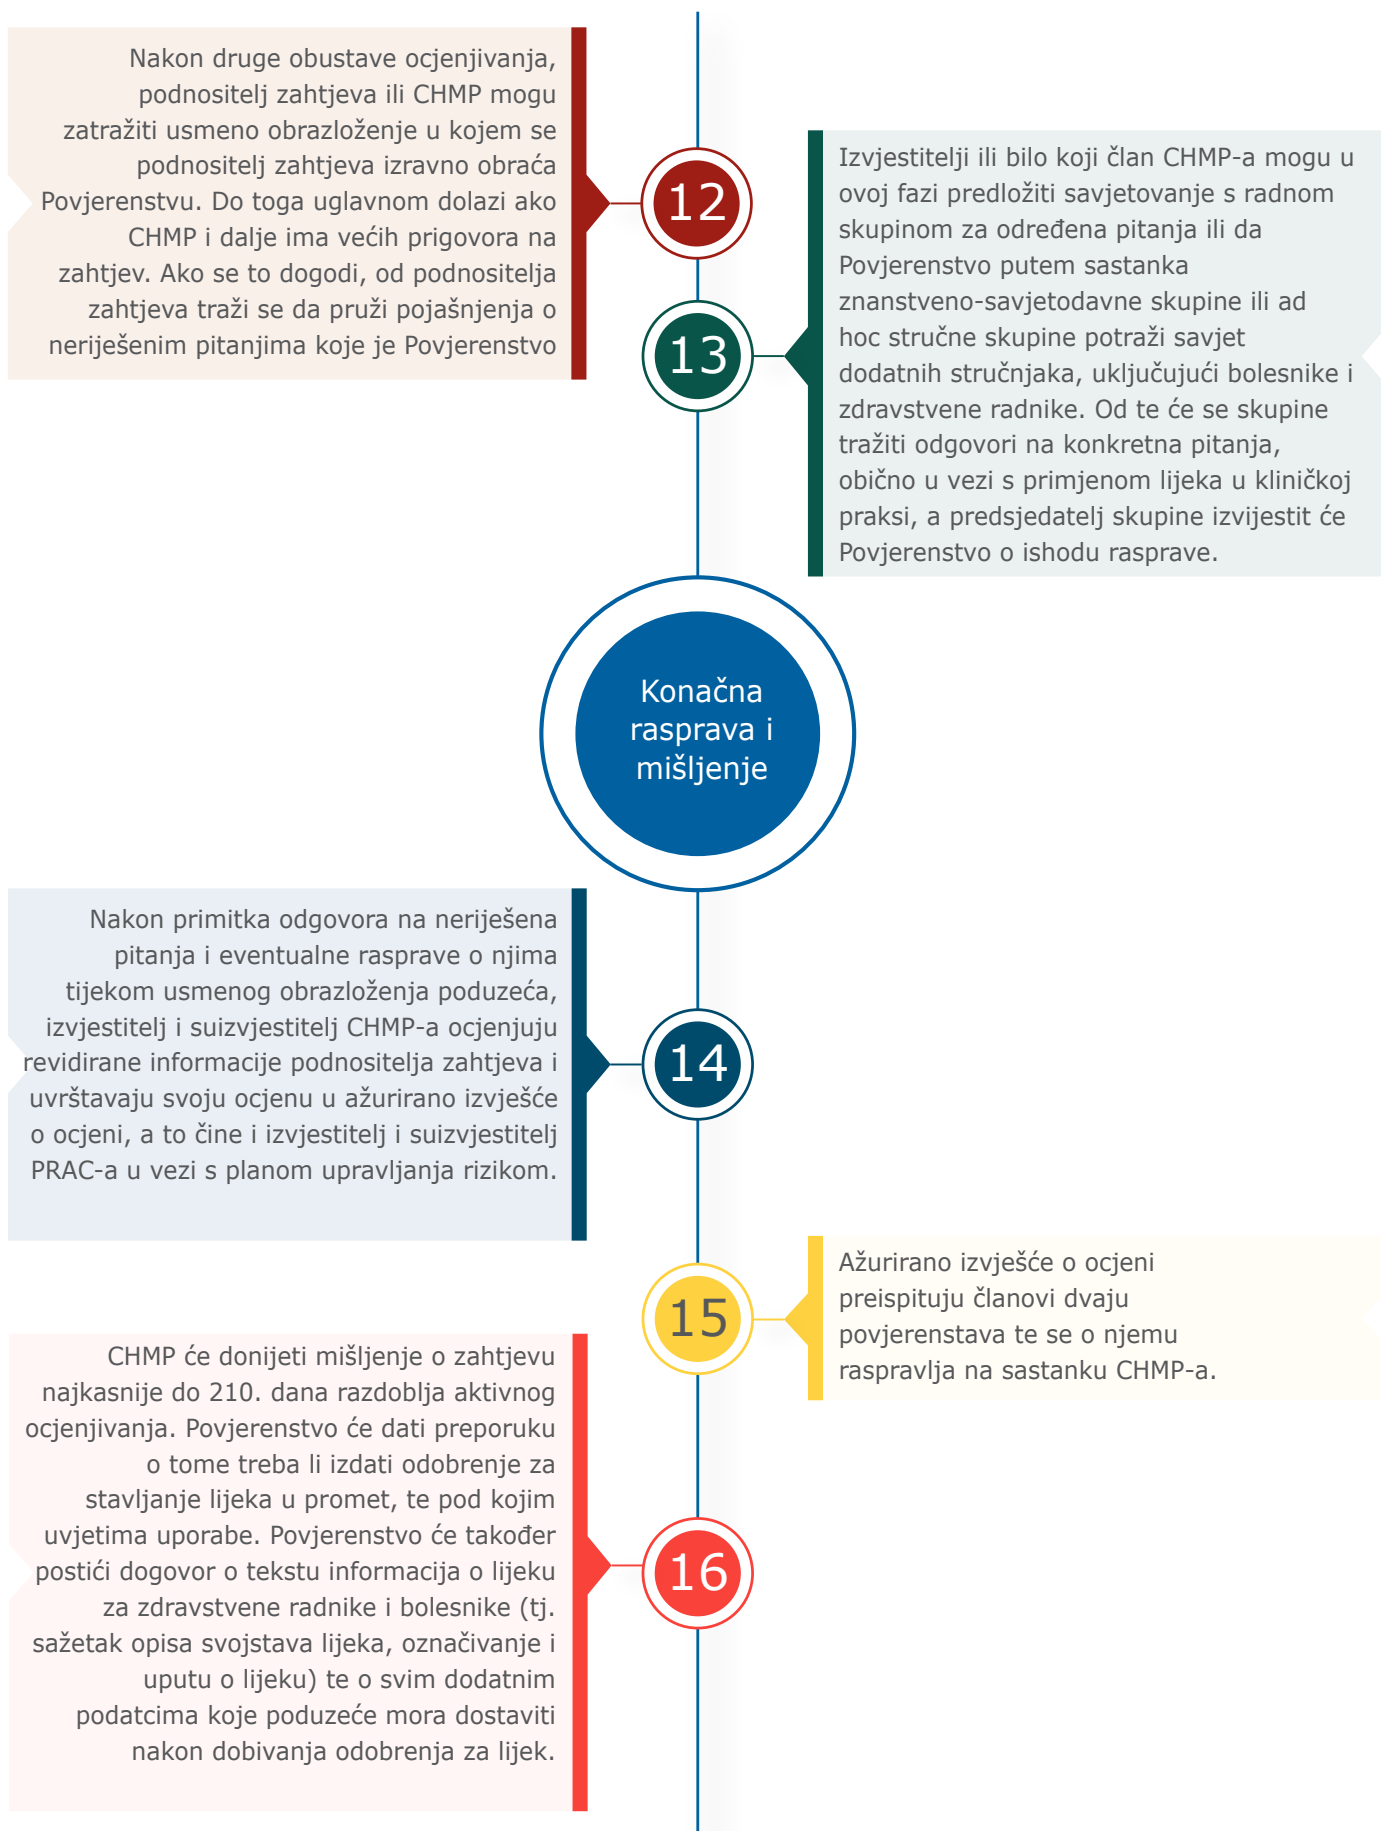 Nakon druge obustave ocjenjivanja,
podnositelj zahtjeva ili CHMP mogu
zatražiti usmeno obrazloženje u kojem se
podnositelj zahtjeva izravno obraća
Povjerenstvu. Do toga uglavnom dolazi ako
CHMP i dalje ima većih prigovora na
zahtjev. Ako se to dogodi, od podnositelja
zahtjeva traži se da pruži pojašnjenja o
neriješenim pitanjima koje je Povjerenstvo
12
13
Izvjestitelji ili bilo koji član CHMP-a mogu u
ovoj fazi predložiti savjetovanje s radnom
skupinom za određena pitanja ili da
Povjerenstvo putem sastanka
znanstveno-savjetodavne skupine ili ad
hoc stručne skupine potraži savjet
dodatnih stručnjaka, uključujući bolesnike i
zdravstvene radnike. Od te će se skupine
tražiti odgovori na konkretna pitanja,
obično u vezi s primjenom lijeka u kliničkoj
praksi, a predsjedatelj skupine izvijestit će
Povjerenstvo o ishodu rasprave.
Konačna
rasprava i
mišljenje
Nakon primitka odgovora na neriješena
pitanja i eventualne rasprave o njima
tijekom usmenog obrazloženja poduzeća,
izvjestitelj i suizvjestitelj CHMP-a ocjenjuju
revidirane informacije podnositelja zahtjeva i
uvrštavaju svoju ocjenu u ažurirano izvješće
o ocjeni, a to čine i izvjestitelj i suizvjestitelj
PRAC-a u vezi s planom upravljanja rizikom.
14
15
Ažurirano izvješće o ocjeni
preispituju članovi dvaju
povjerenstava te se o njemu
raspravlja na sastanku CHMP-a.
CHMP će donijeti mišljenje o zahtjevu
najkasnije do 210. dana razdoblja aktivnog
ocjenjivanja. Povjerenstvo će dati preporuku
o tome treba li izdati odobrenje za
stavljanje lijeka u promet, te pod kojim
uvjetima uporabe. Povjerenstvo će također
postići dogovor o tekstu informacija o lijeku
za zdravstvene radnike i bolesnike (tj.
sažetak opisa svojstava lijeka, označivanje i
uputu o lijeku) te o svim dodatnim
podatcima koje poduzeće mora dostaviti
nakon dobivanja odobrenja za lijek.
16